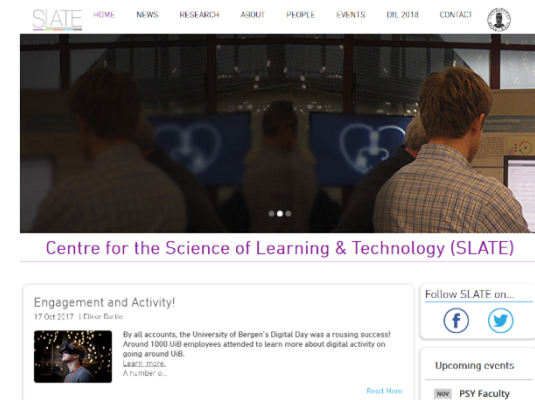 SLATE
HOME NEWS RESEARCH ABOUT PEOPLE EVENTS DIL 2018 CONTACT
Centre for the Science of Learning & Technology (SLATE)
Engagement and Activity!
17 Oct 2017 |
By all accounts, the University of Bergen's Digital Day was a rousing success!
Around 1000 UiB employees attended to learn more about digital activity on
going around UiB.
Learn more.
A number o...
Read More
Follow SLATE on...
Upcoming events
NOV PSY Faculty